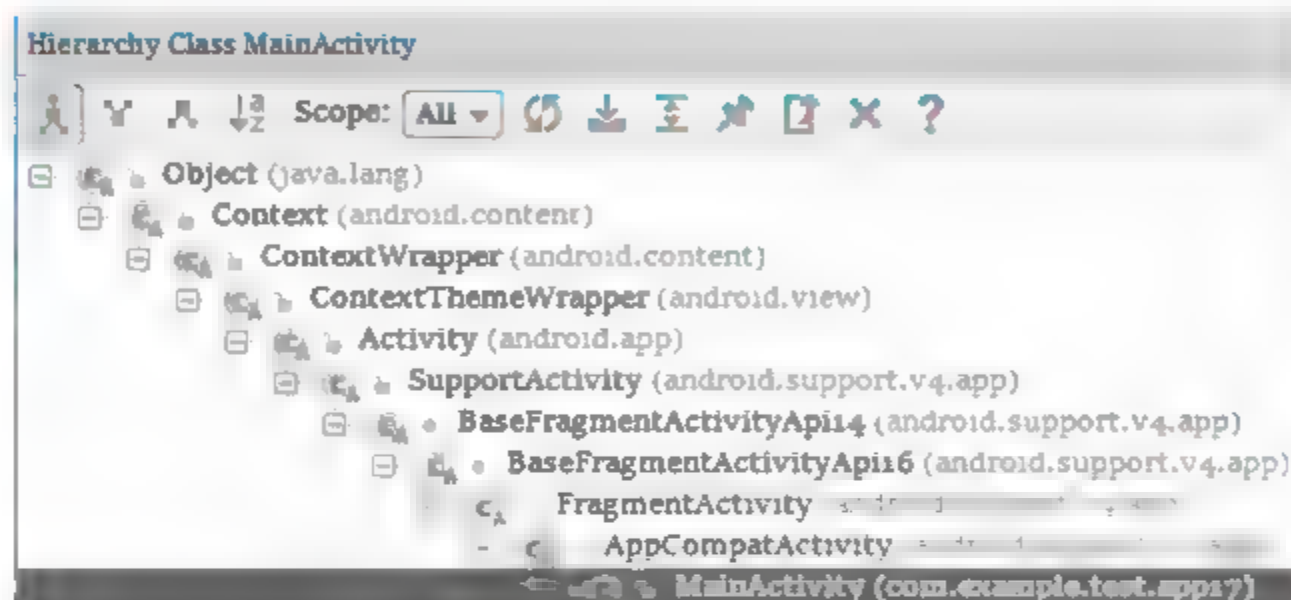 Hierarchy Class MainActivity
Scope: All
Object (java.lang)
Context (android.content)
ContextWrapper (android.content)
ContextThemeWrapper (android.view)
Activity (android.app)
SupportActivity (android.support.v4.app)
BaseFragmentActivityApi14 (android.support.v4.app)
BaseFragmentActivityApi16 (android.support.v4.app)
FragmentActivity
AppCompatActivity
MainActivity (com.example.test.app17)